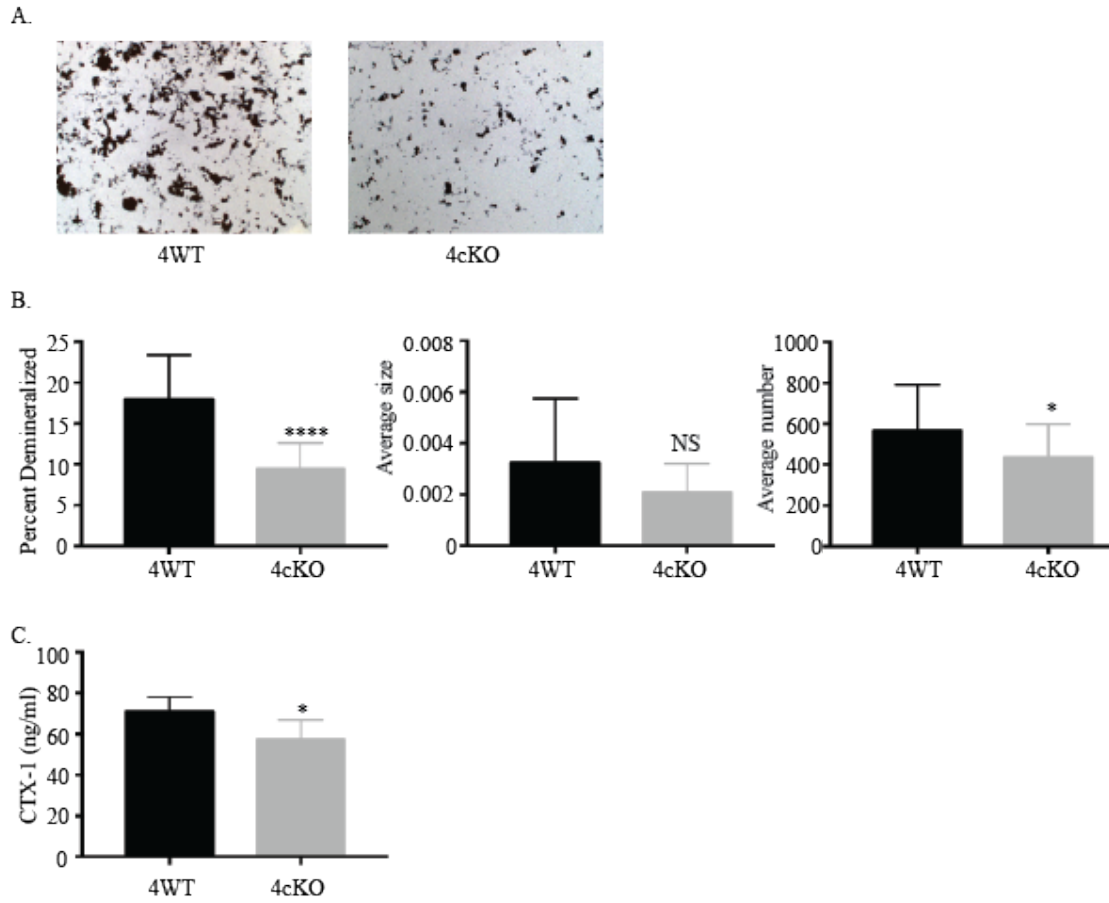 A.
4WT 4cKO
B.
Percent Demineralized
25
20
15
10
5
0
****
4WT 4cKO
Average size
0.008
0.006
0.004
0.002
0
NS
4WT 4cKO
Average number
1000
800
600
400
200
0
*
4WT 4cKO
C.
CTX-1 (ng/ml)
100
80
60
40
20
0
*
4WT 4cKO